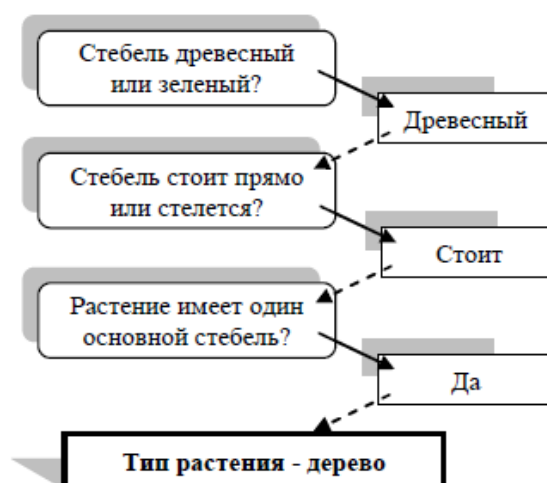 Стебель древесный
или зеленый?
Древесный
Стебель стоит прямо
или стелется?
Стоит
Растение имеет один
основной стебель?
Да
Тип растения - дерево